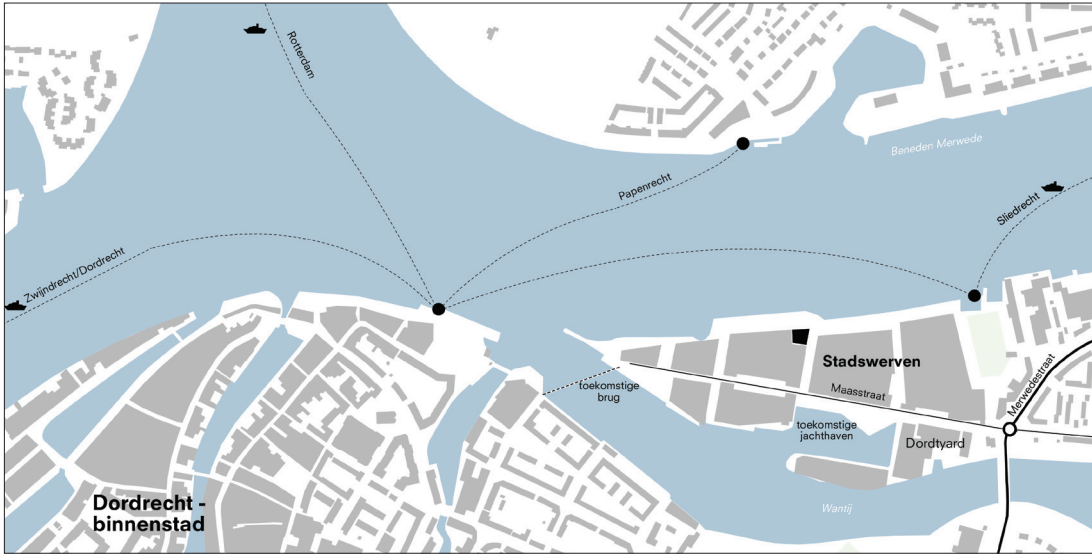 Rotterdam
Beneden Merwede
Papenrecht
Sliedrecht
Zwijndrecht/Dordrecht
Stadswerven
Merwedestraat
toekomstige
brug
Maasstraat
toekomstige
jachthaven
Dordtyard
Dordrecht -
binnenstad
Wantij